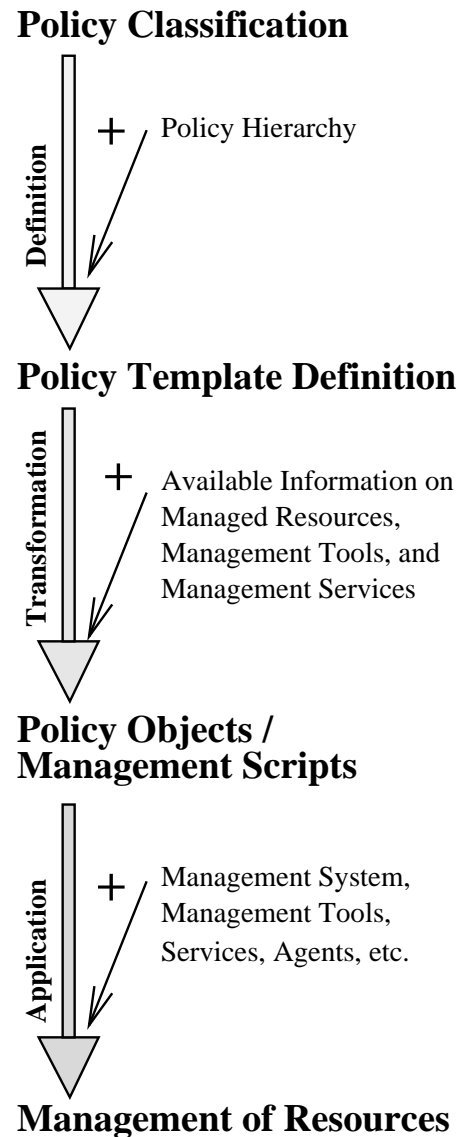 Policy Classification
+ Policy Hierarchy
Definition
Policy Template Definition
+ Available Information on
Managed Resources,
Management Tools, and
Management Services
Transformation
Policy Objects /
Management Scripts
+ Management System,
Management Tools,
Services, Agents, etc.
Application
Management of Resources